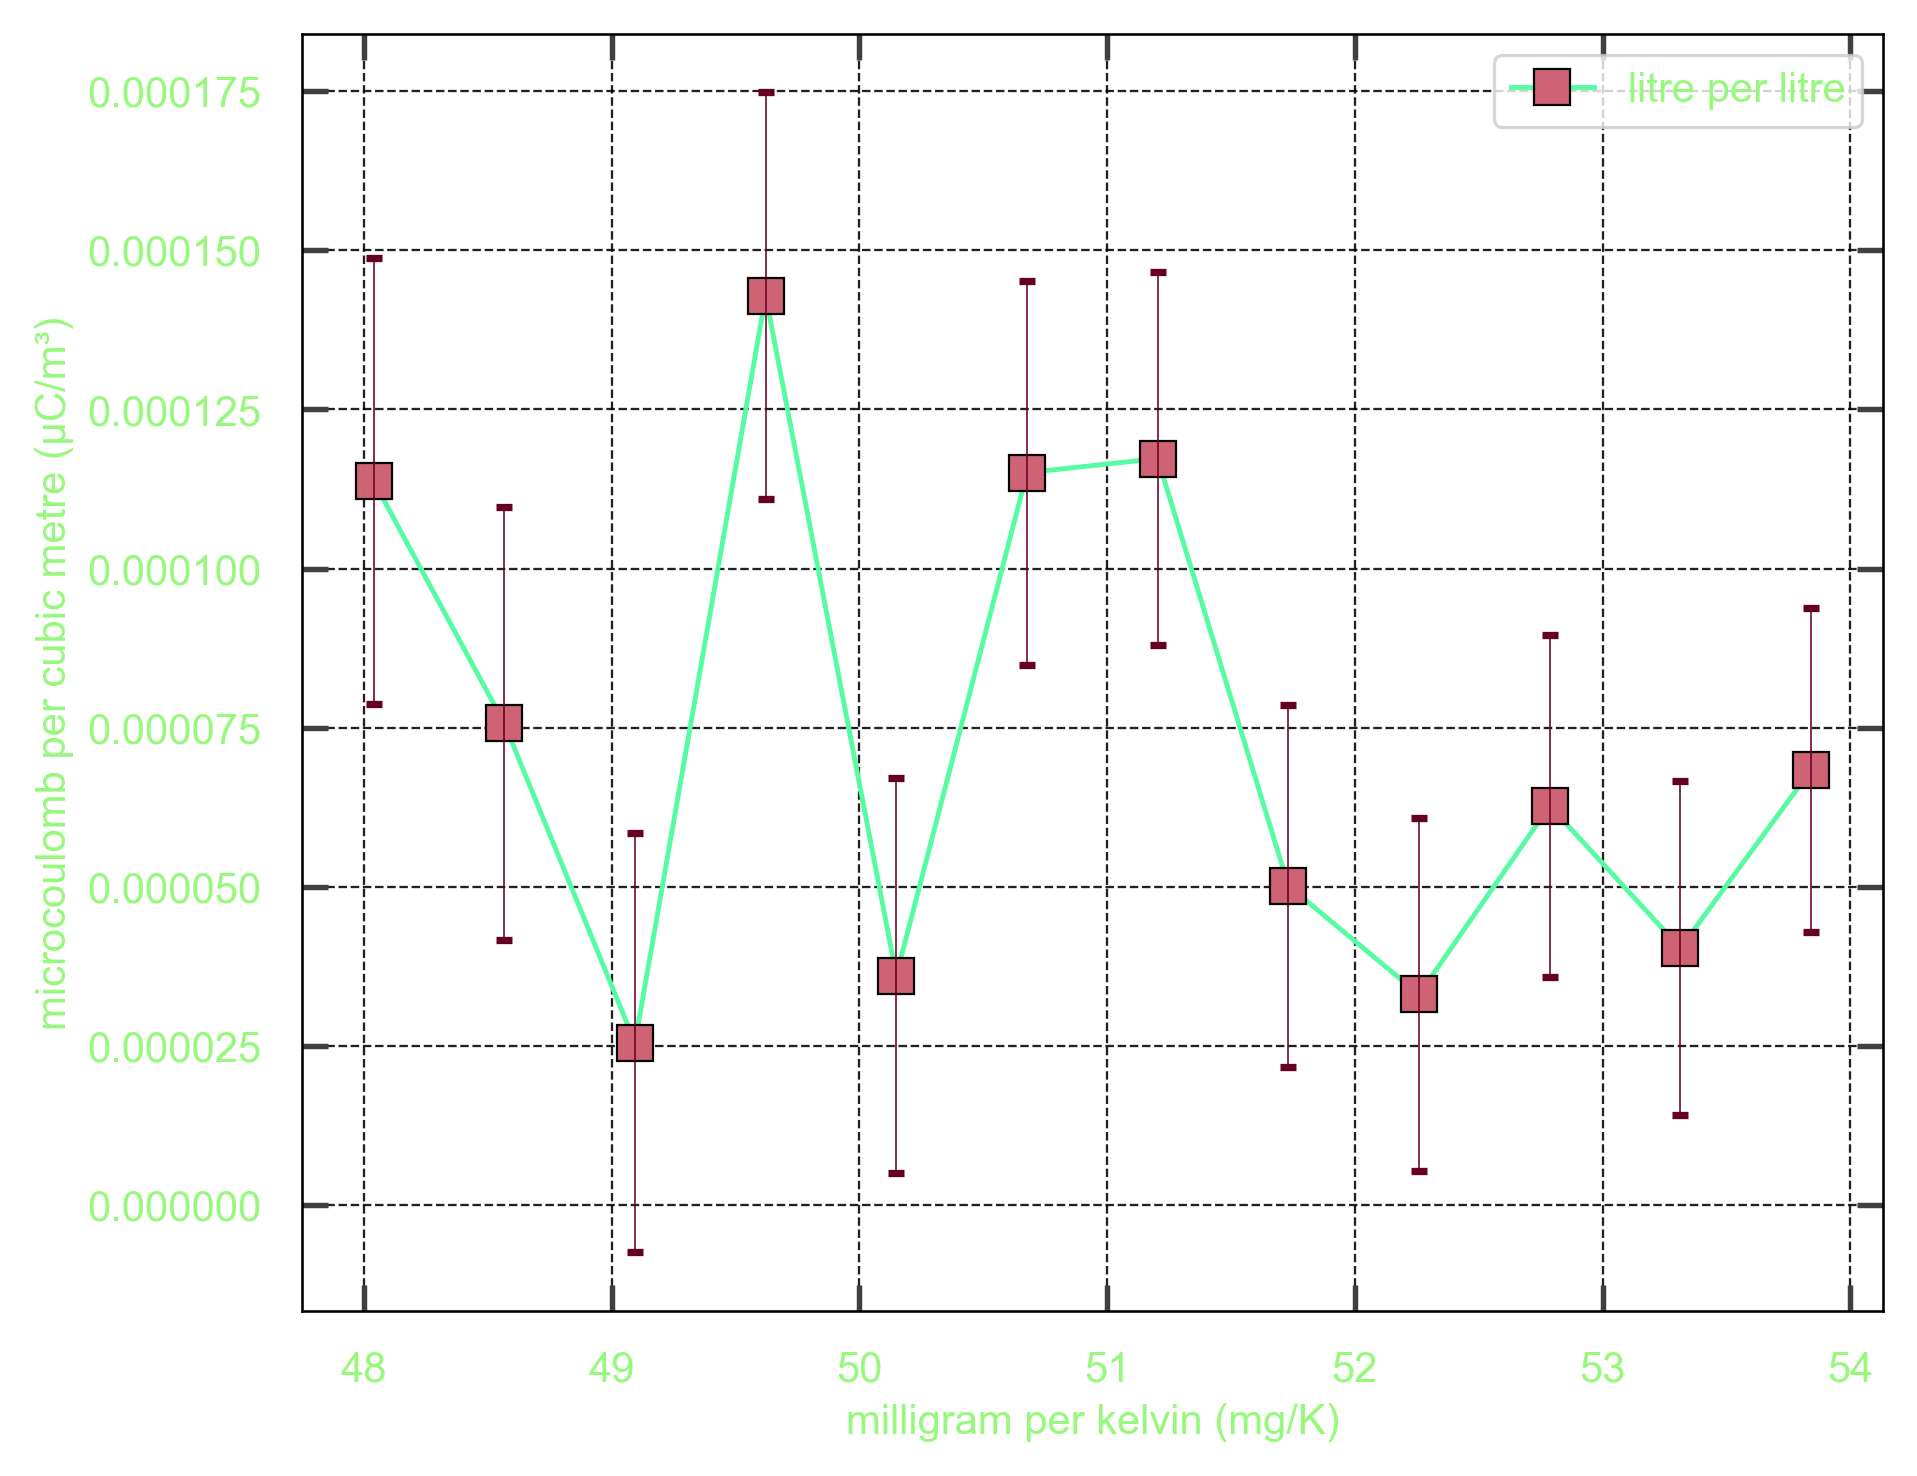 litre per litre
microcoulomb per cubic metre (μC/m³)
0.000175
0.000150
0.000125
0.000100
0.000075
0.000050
0.000025
0.000000
48 49 50 51 52 53 54
milligram per kelvin (mg/K)